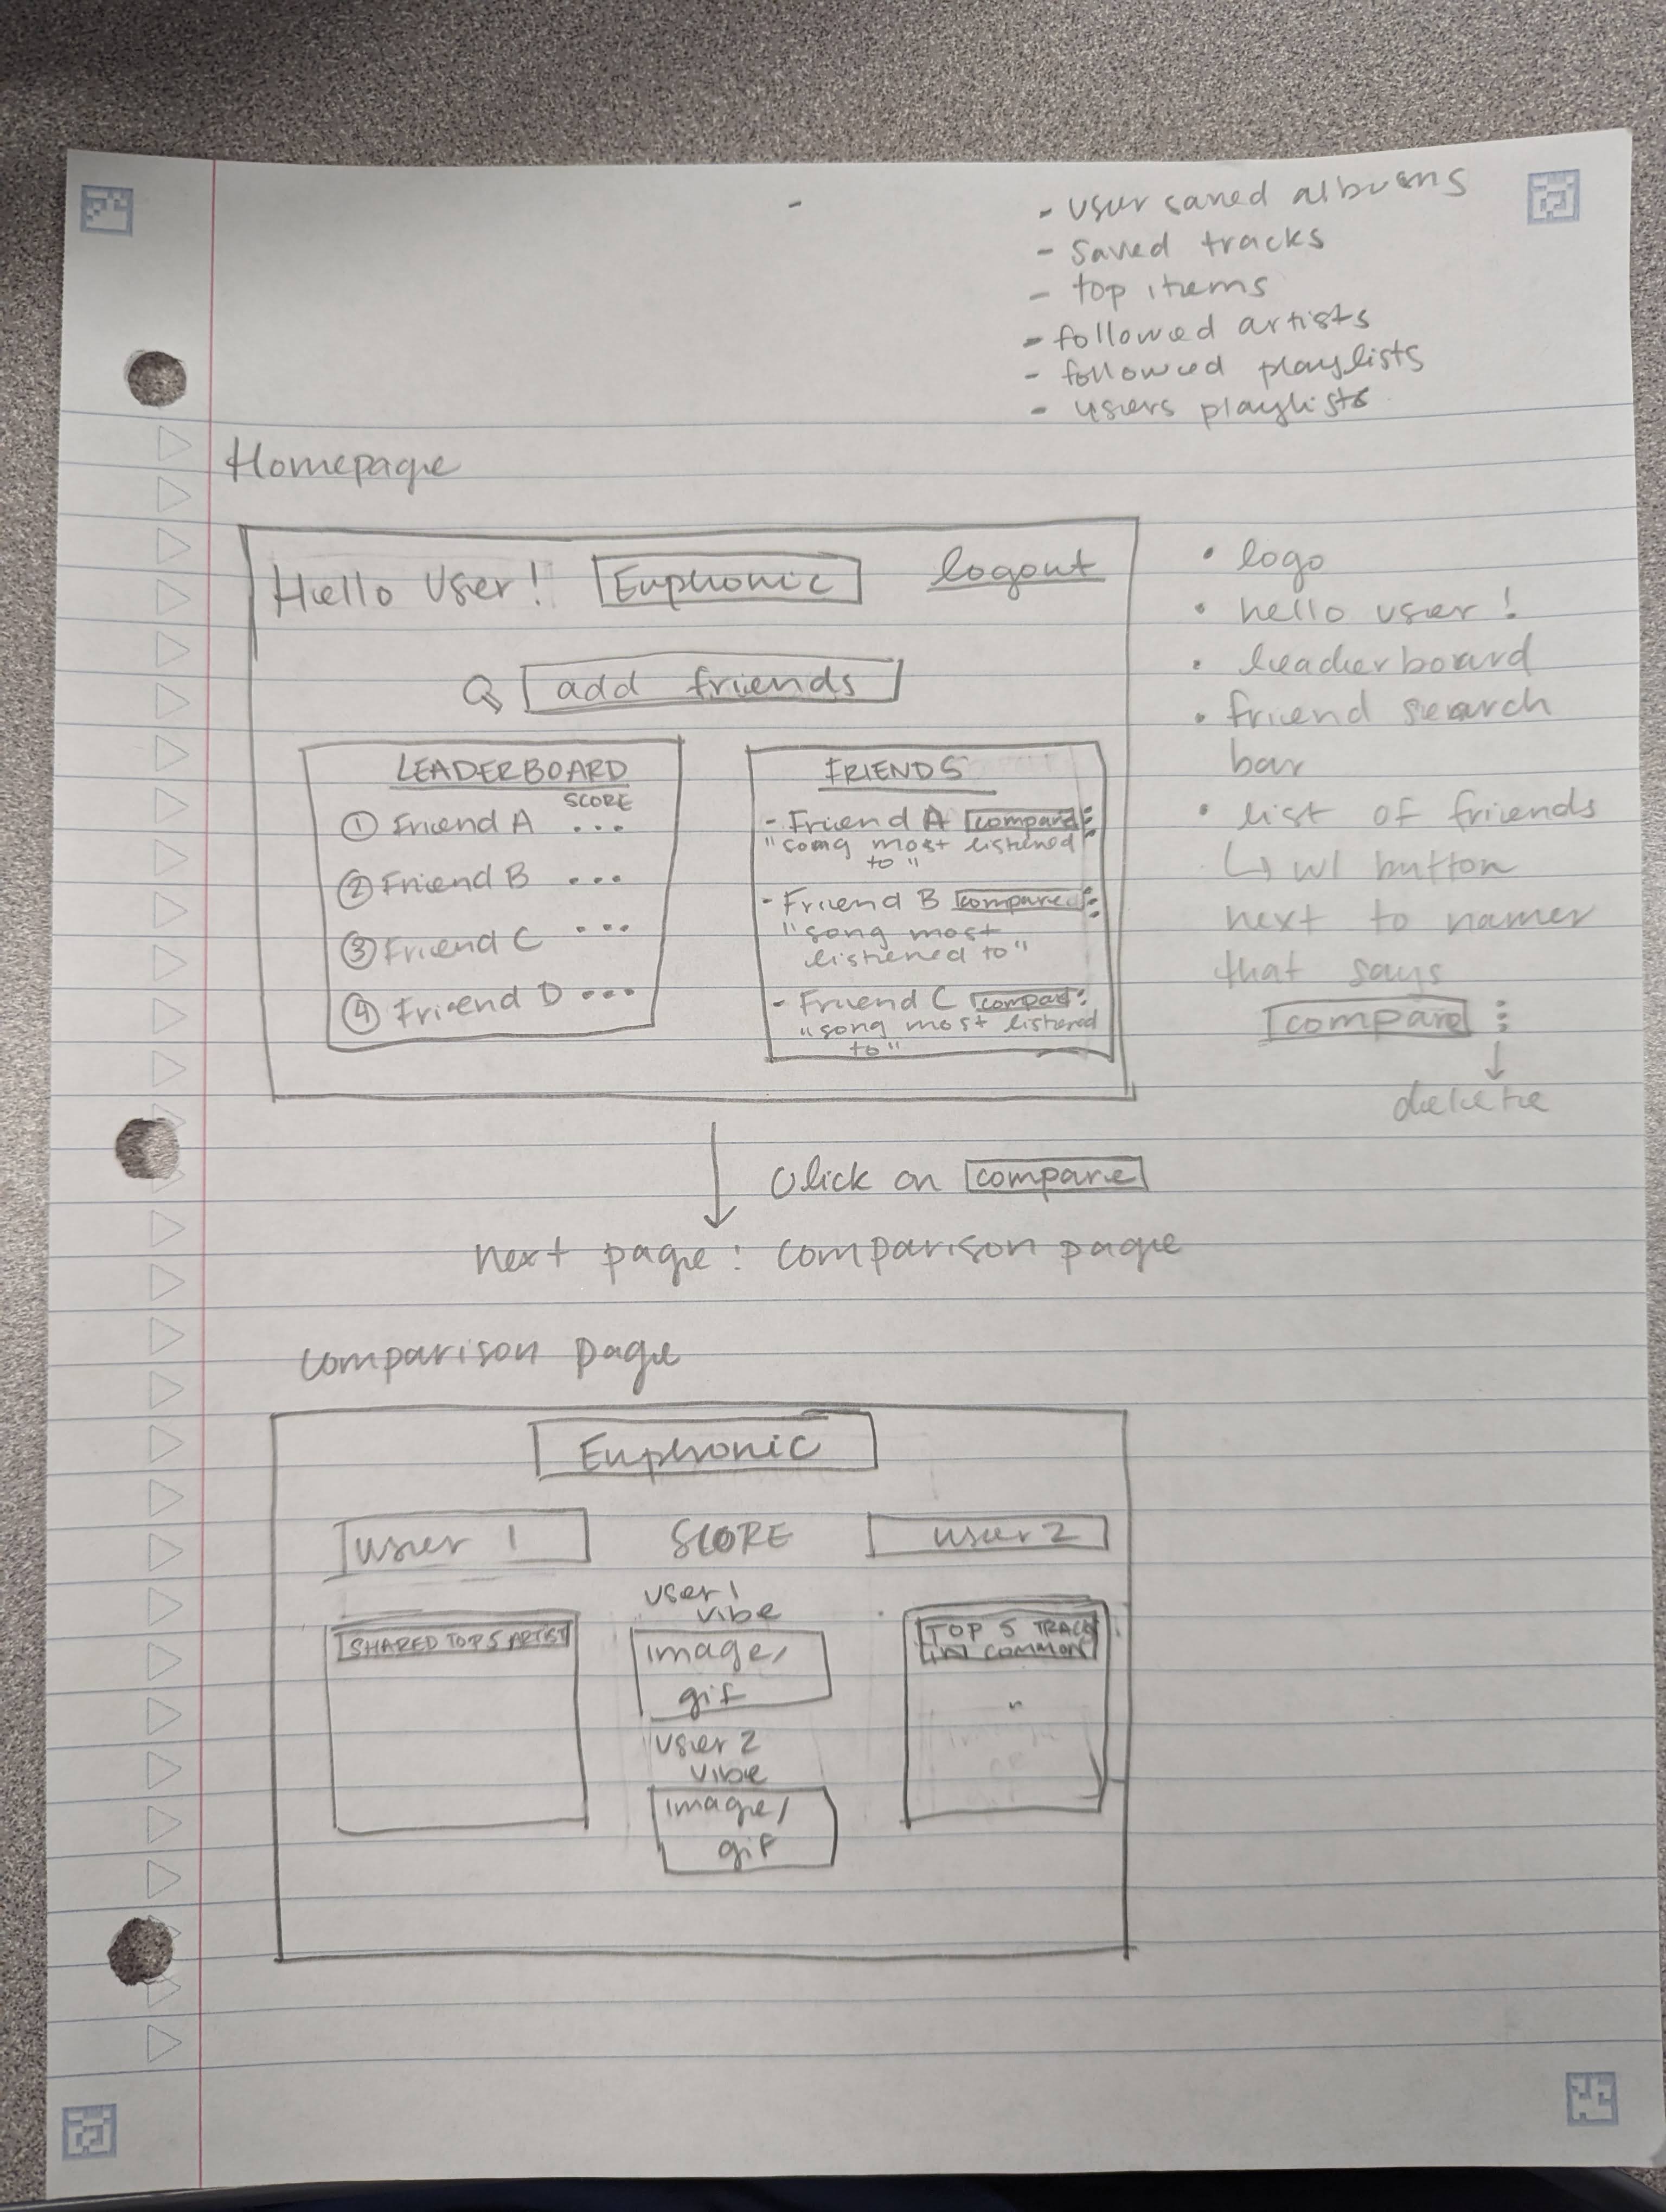 - user saved albums
- saved tracks
- top items
- followed artists
- followed playlists
- users playlists
Homepage
Hello User! Euphonic logout
add friends
LEADERBOARD
SCORE
① Friend A ...
② Friend B ...
③ Friend C ...
④ Friend D ...
FRIENDS
- Friend A compare :
"song most listened
to"
- Friend B compare :
"song most
listened to"
- Friend C compare :
"song most listened
to"
• logo
• hello user!
• leaderboard
• friend search
bar
• list of friends
↳ w/ button
next to namer
that says
compare ⋮
↓
delete
↓ Click on compare
next page: comparison page
comparison page
Euphonic
user 1 SCORE user 2
SHARED TOP 5 ARTIST
user 1
vibe
image/
gif
user 2
vibe
image/
gif
TOP 5 TRACK
IN COMMON